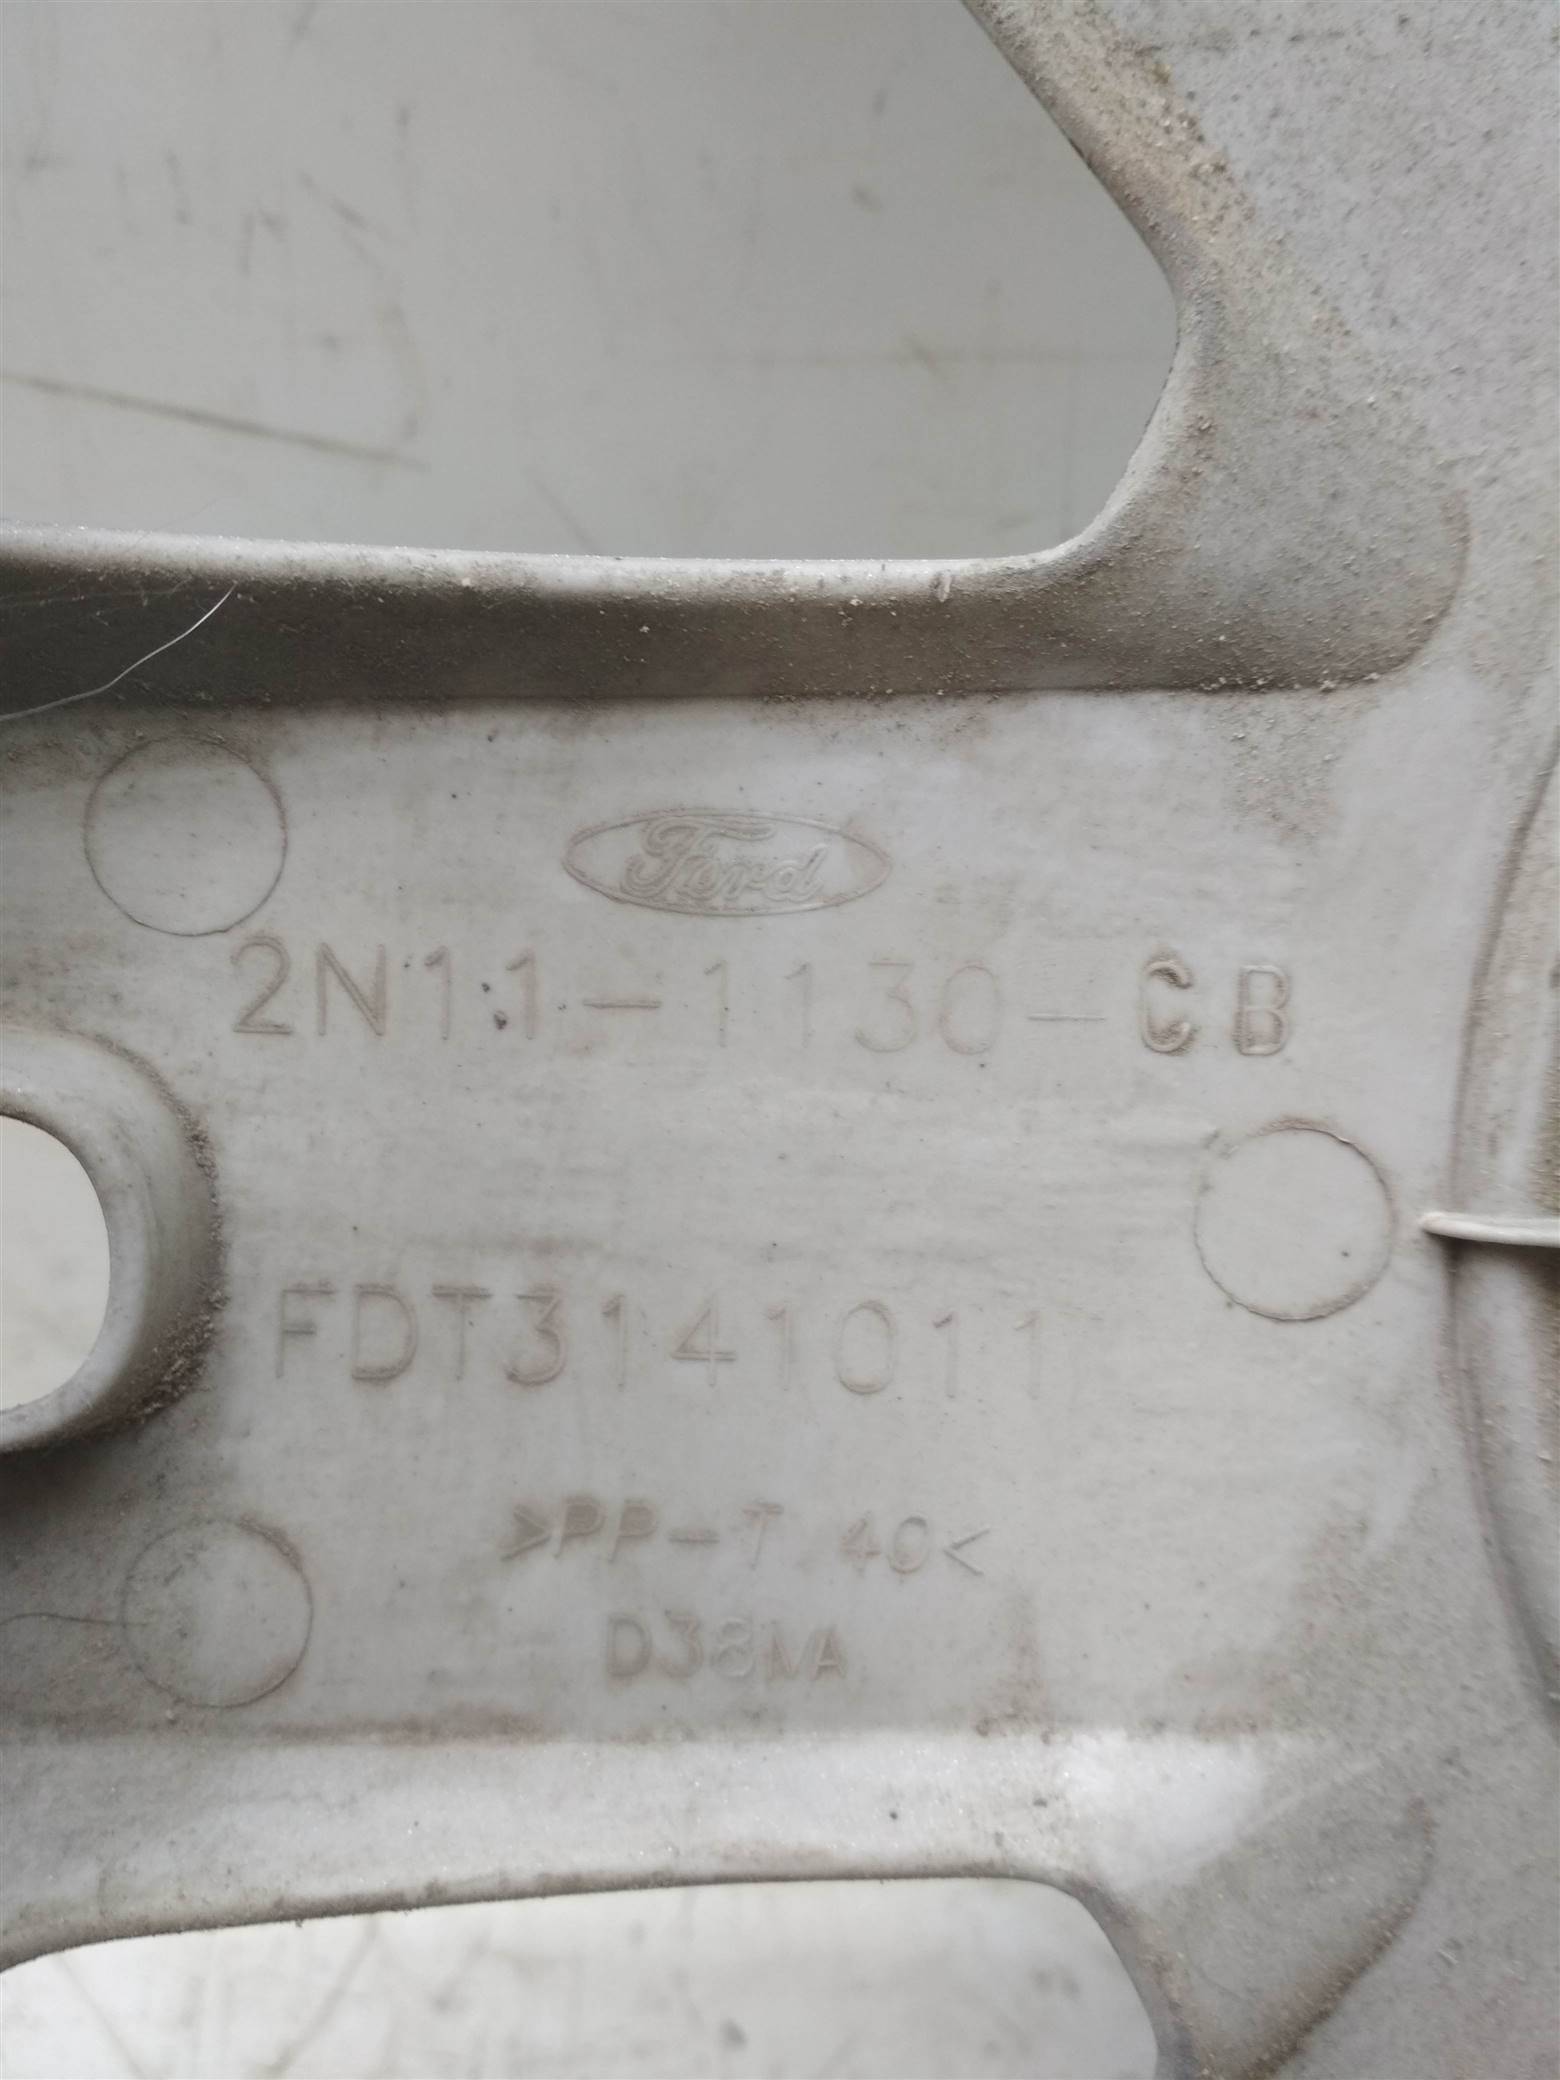 Ford
2N11-1130-CB
FDT3141011
>PP-T 40<
D38MA